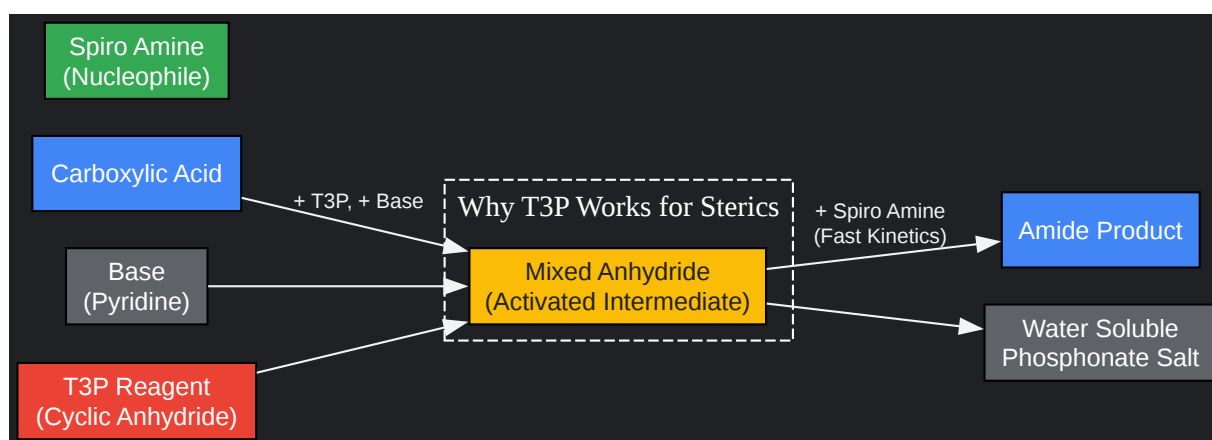 Spiro Amine
(Nucleophile)
Carboxylic Acid
Base
(Pyridine)
T3P Reagent
(Cyclic Anhydride)
+ T3P, + Base
Why T3P Works for Sterics
Mixed Anhydride
(Activated Intermediate)
+ Spiro Amine
(Fast Kinetics)
Amide Product
Water Soluble
Phosphonate Salt